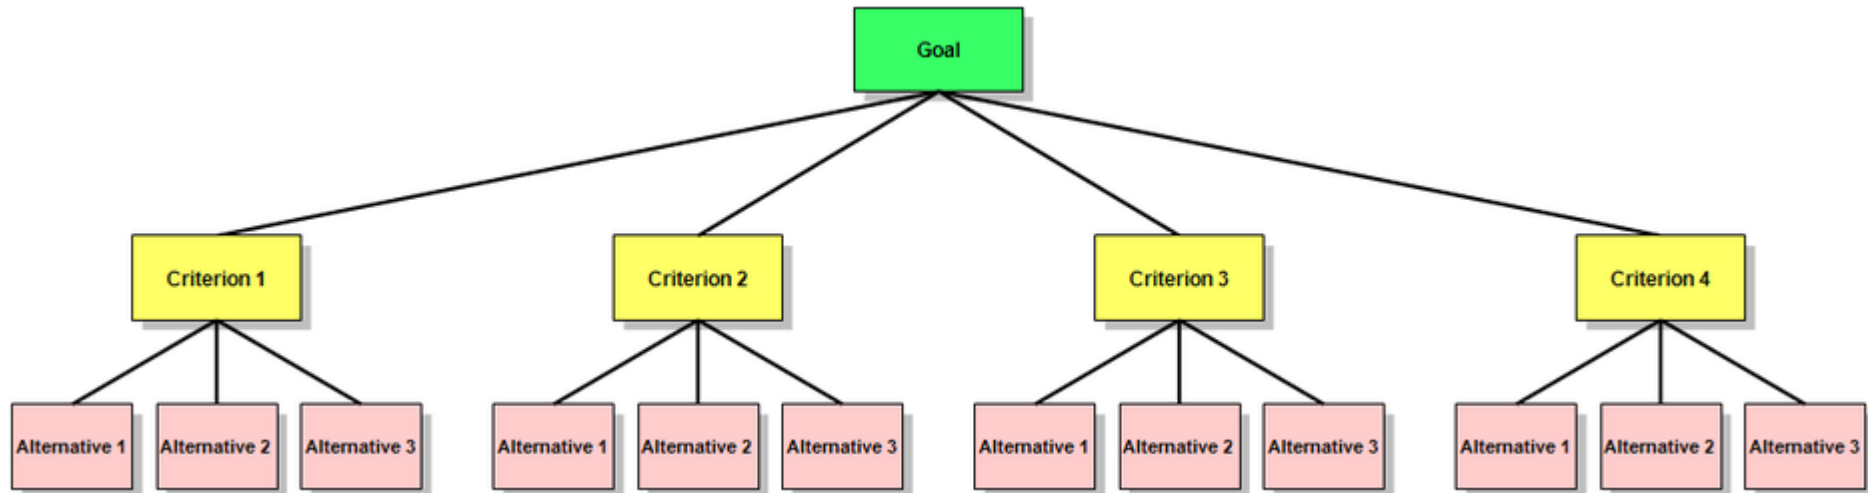 Goal
Criterion 1
Criterion 2
Criterion 3
Criterion 4
Alternative 1
Alternative 2
Alternative 3
Alternative 1
Alternative 2
Alternative 3
Alternative 1
Alternative 2
Alternative 3
Alternative 1
Alternative 2
Alternative 3